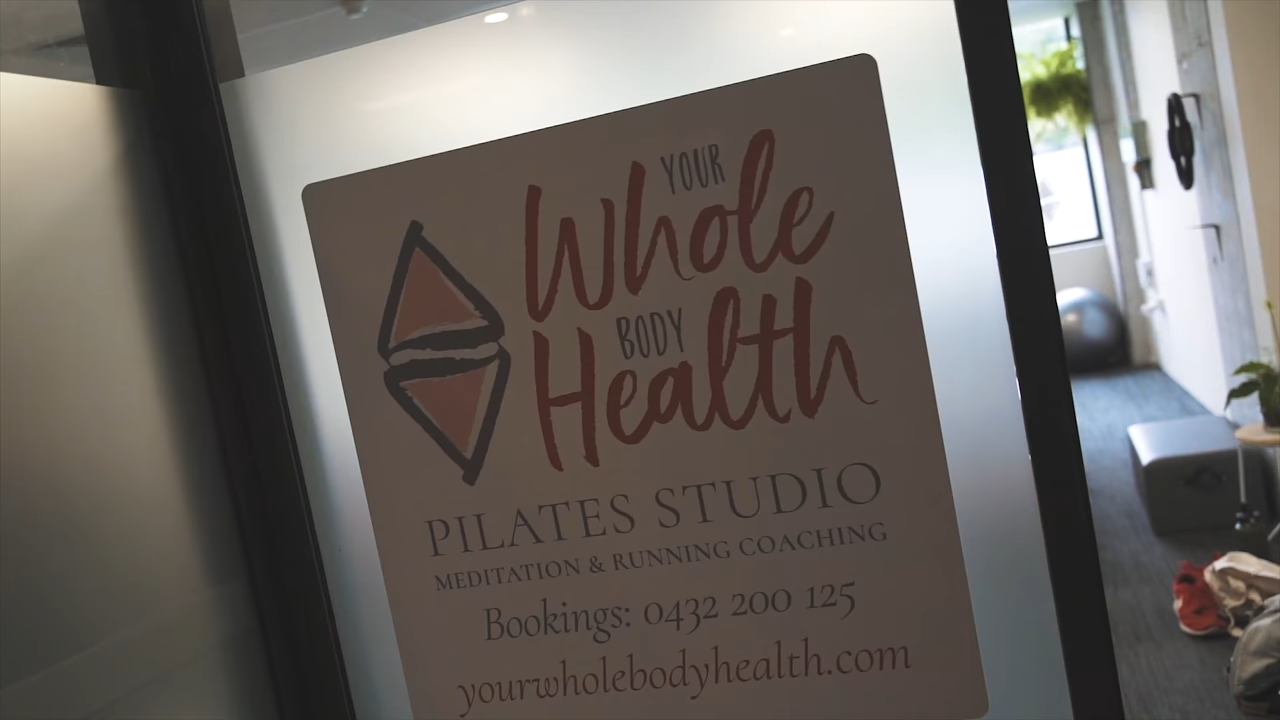 YOUR
Whole
BODY
Health
PILATES STUDIO
MEDITATION & RUNNING COACHING
Bookings: 0432 200 125
yourwholebodyhealth.com